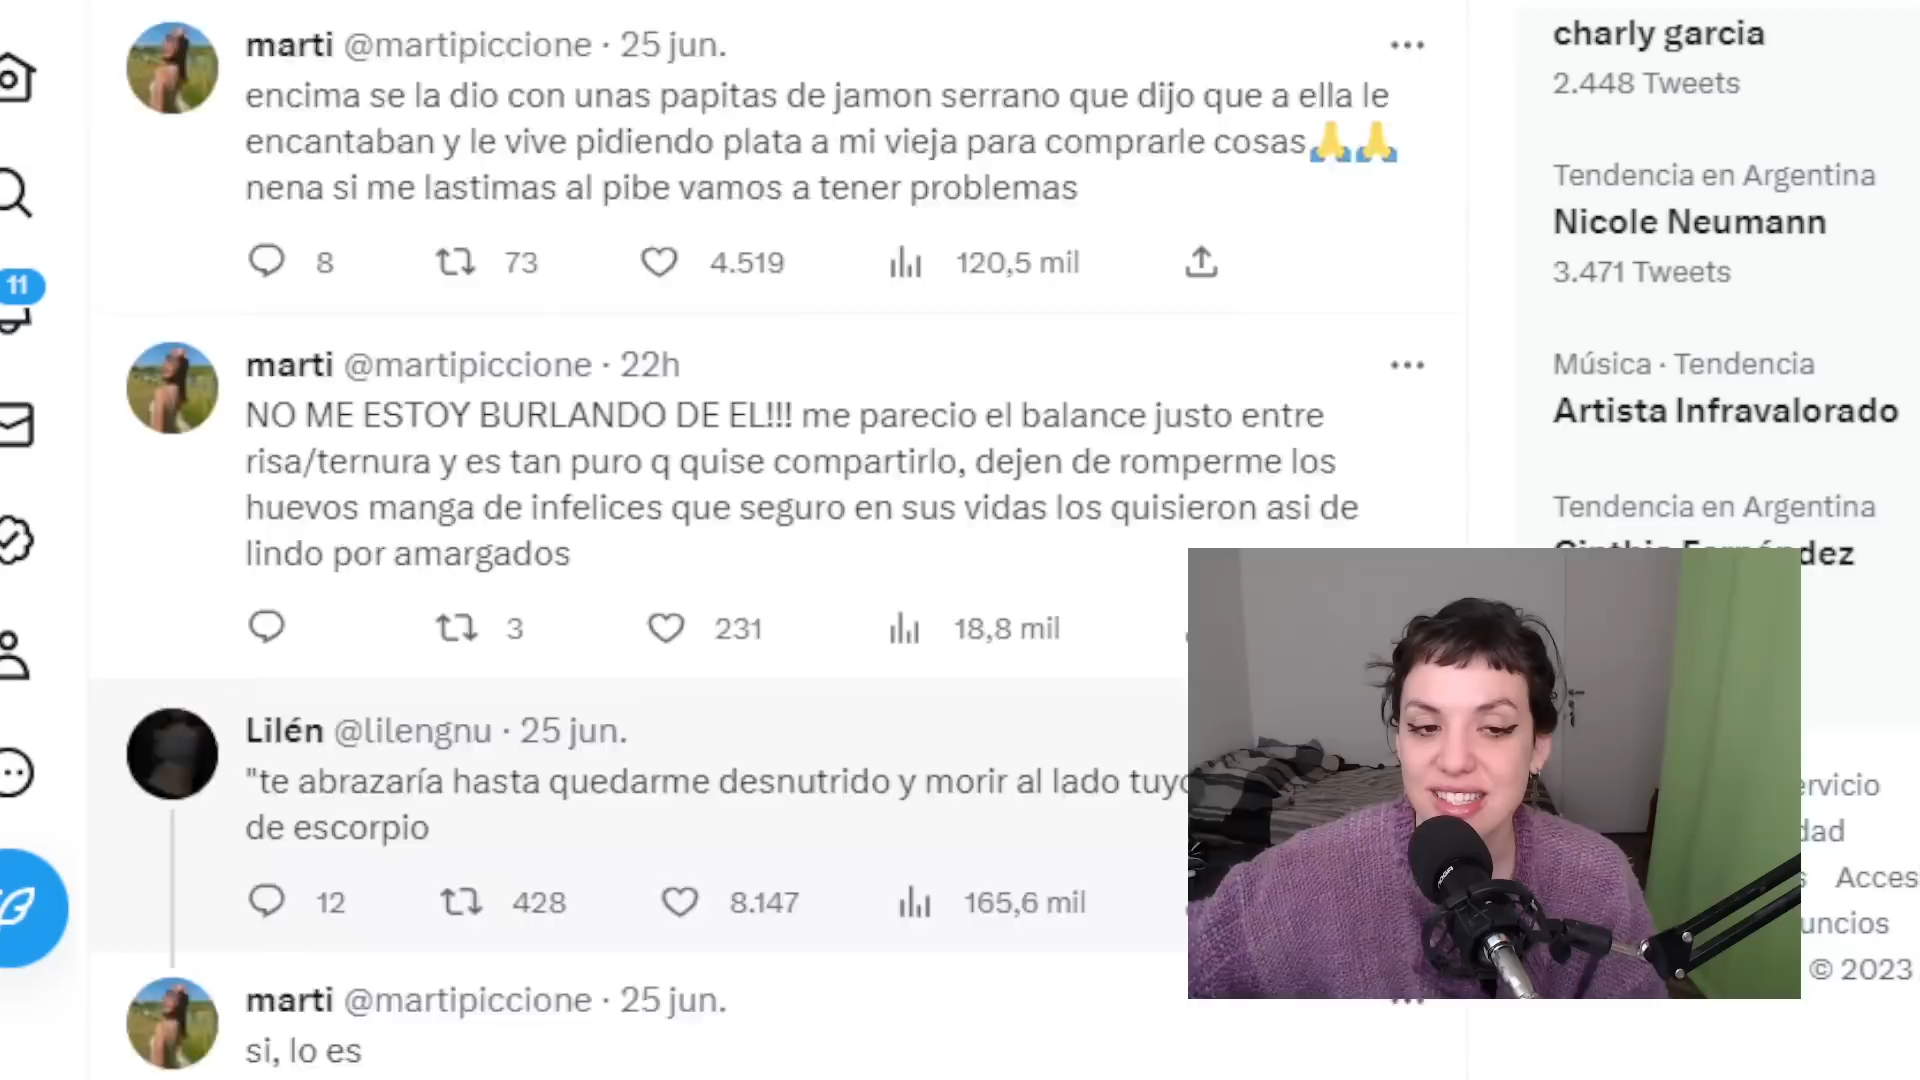 marti @martipiccione · 25 jun.
encima se la dio con unas papitas de jamon serrano que dijo que a ella le
encantaban y le vive pidiendo plata a mi vieja para comprarle cosas🙏🙏
nena si me lastimas al pibe vamos a tener problemas
8 73 4.519 120,5 mil
marti @martipiccione · 22h
NO ME ESTOY BURLANDO DE EL!!! me parecio el balance justo entre
risa/ternura y es tan puro q quise compartirlo, dejen de romperme los
huevos manga de infelices que seguro en sus vidas los quisieron asi de
lindo por amargados
3 231 18,8 mil
Lilén @lilengnu · 25 jun.
"te abrazaría hasta quedarme desnutrido y morir al lado tuyo
de escorpio
12 428 8.147 165,6 mil
marti @martipiccione · 25 jun.
si, lo es
11
charly garcia
2.448 Tweets
Tendencia en Argentina
Nicole Neumann
3.471 Tweets
Música · Tendencia
Artista Infravalorado
Tendencia en Argentina
Cinthia Fernández
ervicio
dad
Acces
uncios
© 2023